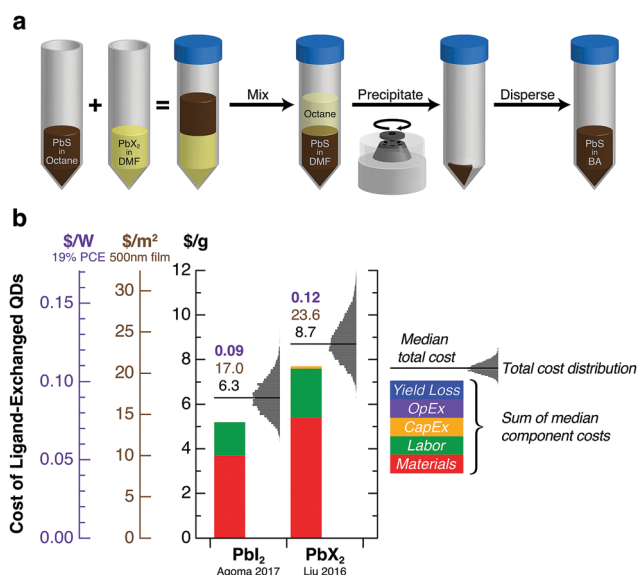 a
PbS
in
Octane
+
PbX₂
in
DMF
=
Mix
Octane
PbS
in
DMF
Precipitate
Disperse
PbS
in
BA
b
Cost of Ligand-Exchanged QDs
$/W
19% PCE
0.15
0.10
0.05
0.00
$/m²
500nm film
30
25
20
15
10
5
0
$/g
12
10
8
6
4
2
0
0.09
17.0
6.3
0.12
23.6
8.7
PbI₂
Agoma 2017
PbX₂
Liu 2016
Median
total cost
Total cost distribution
Yield Loss
OpEx
CapEx
Labor
Materials
Sum of median
component costs